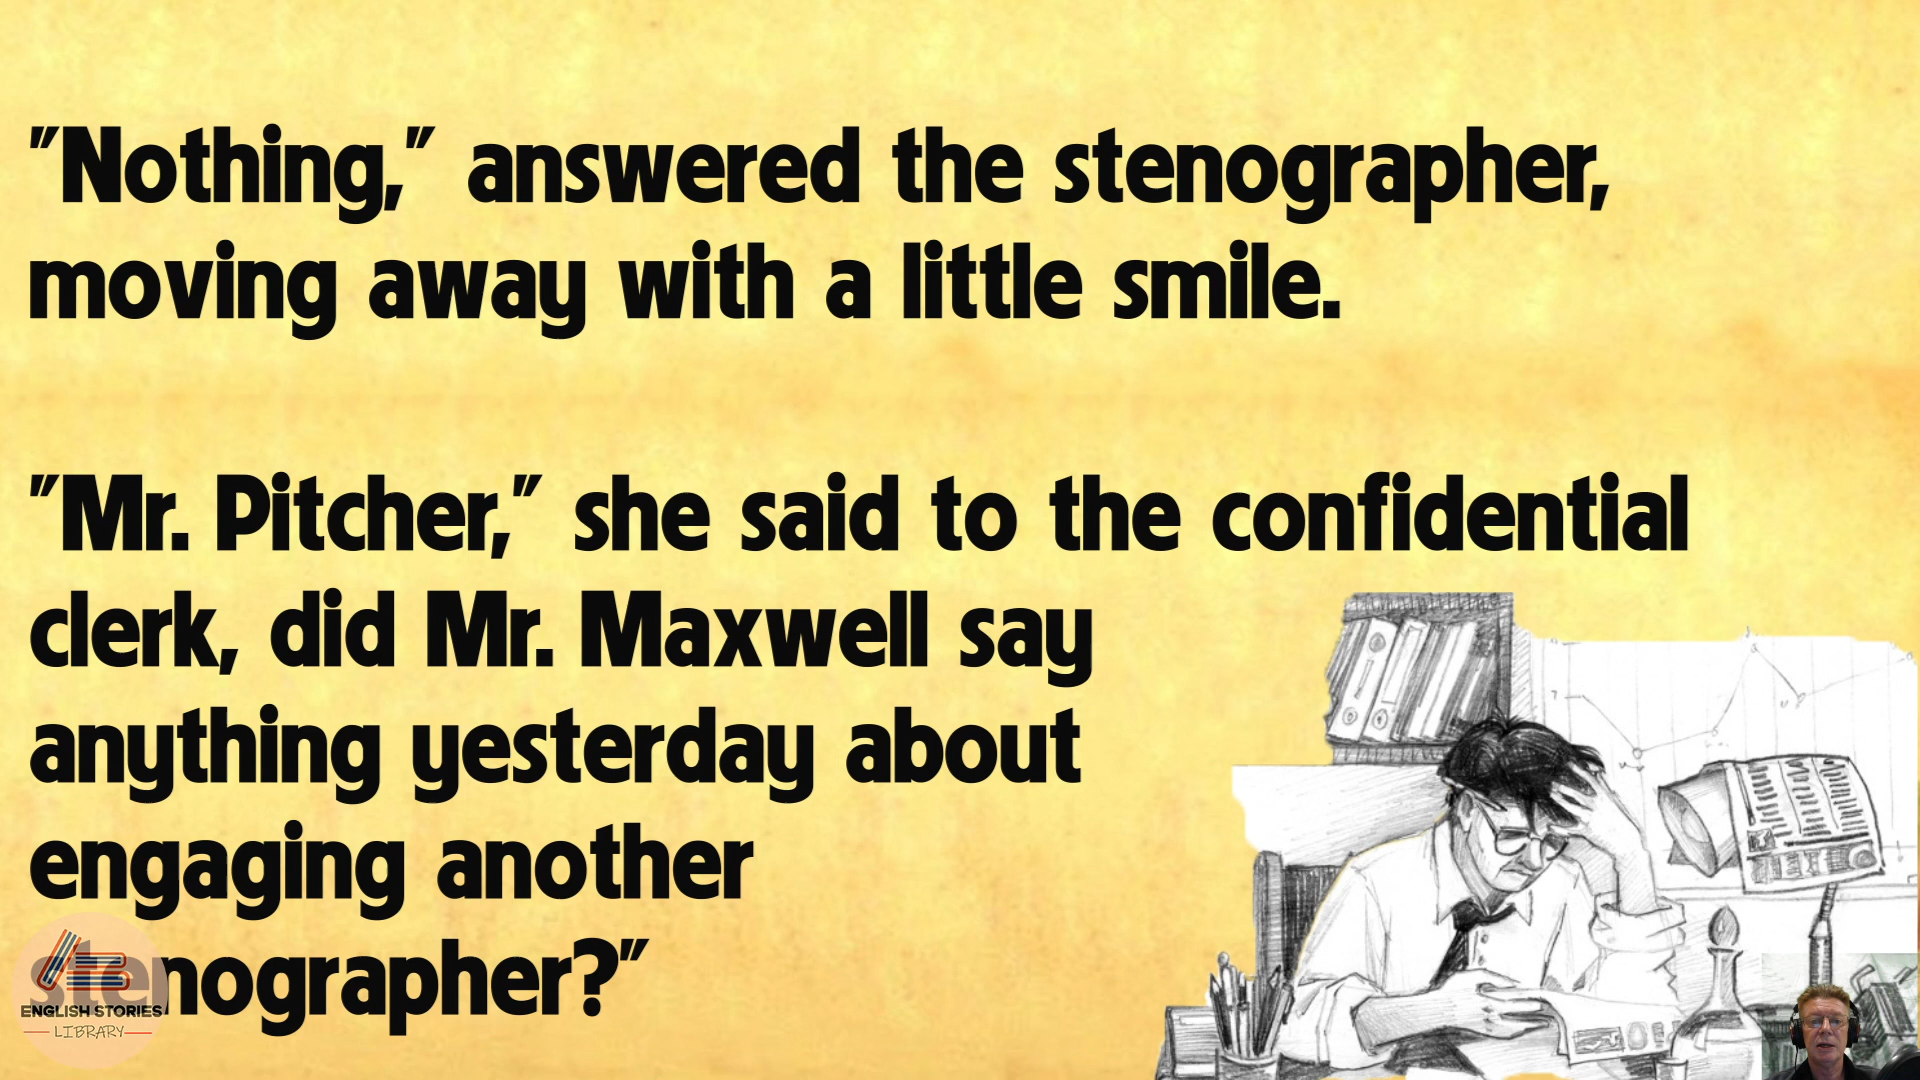 "Nothing," answered the stenographer,
moving away with a little smile.
"Mr. Pitcher," she said to the confidential
clerk, did Mr. Maxwell say
anything yesterday about
engaging another
stenographer?"
ENGLISH STORIES
LIBRARY